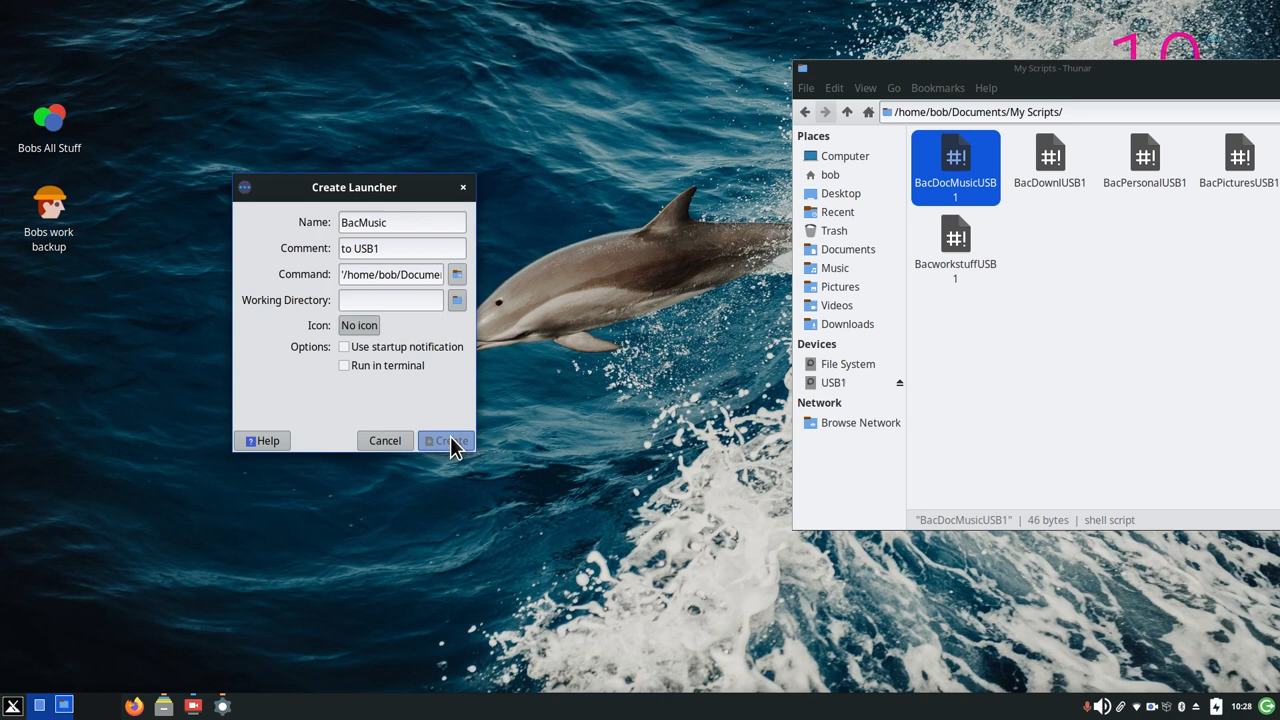 10
My Scripts - Thunar
File Edit View Go Bookmarks Help
/home/bob/Documents/My Scripts/
Places
Computer
bob
Desktop
Recent
Trash
Documents
Music
Pictures
Videos
Downloads
Devices
File System
USB1
Network
Browse Network
BacDocMusicUSB
1
BacDownlUSB1
BacPersonalUSB1
BacPicturesUSB1
BacworkstuffUSB
1
"BacDocMusicUSB1" | 46 bytes | shell script
Bobs All Stuff
Bobs work
backup
Create Launcher
Name: BacMusic
Comment: to USB1
Command: '/home/bob/Docume
Working Directory:
Icon: No icon
Options: Use startup notification
Run in terminal
Help
Cancel
Create
10:28